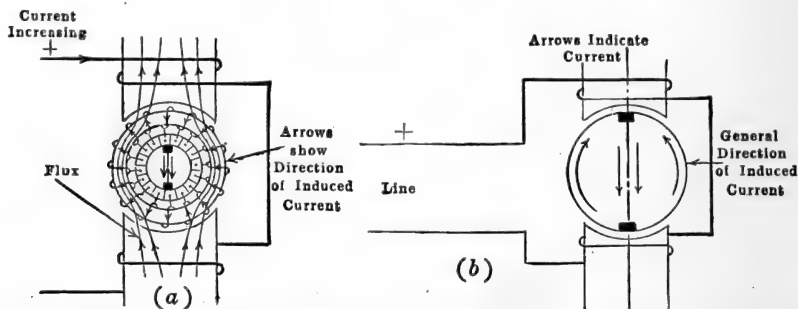 Current
Increasing
+
Flux
Arrows
show
Direction
of Induced
Current
(a)
Arrows Indicate
Current
+
Line
General
Direction
of Induced
Current
(b)